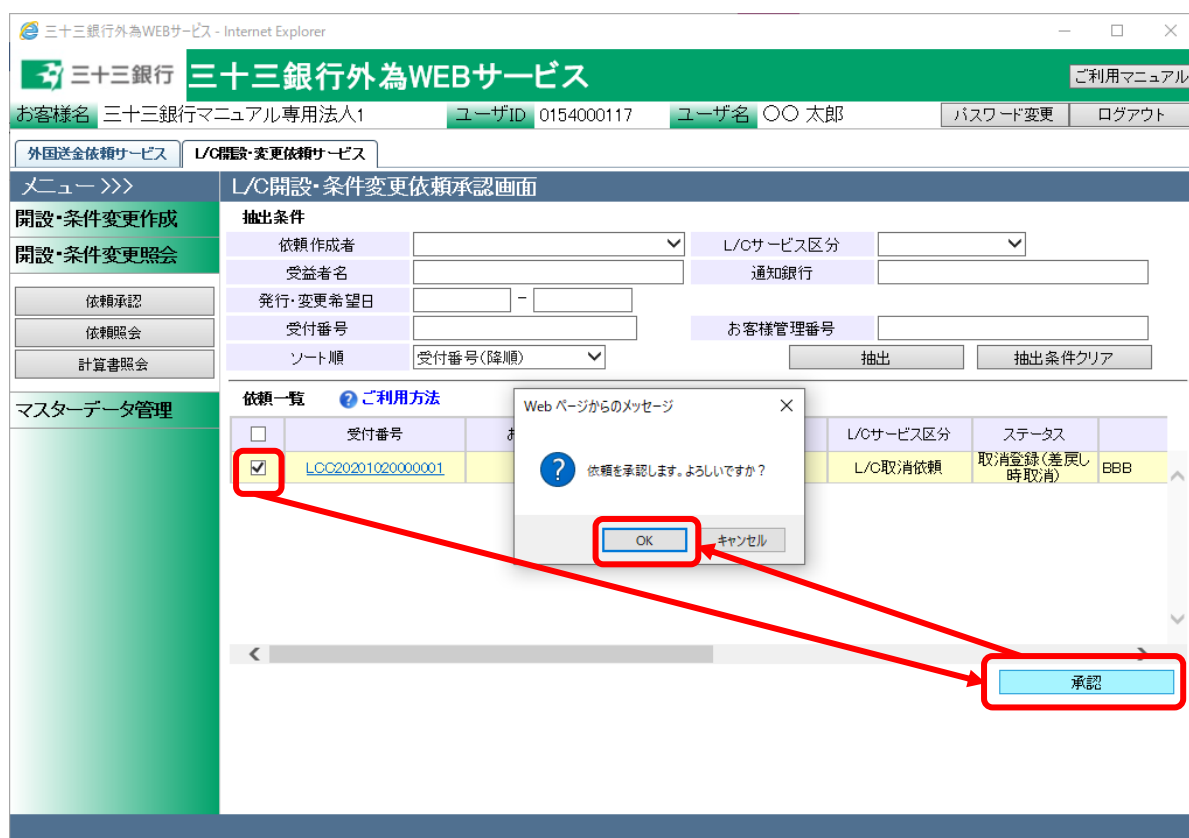 三十三銀行外為WEBサービス - Internet Explorer
三十三銀行 三十三銀行外為WEBサービス ご利用マニュアル
お客様名 三十三銀行マニュアル専用法人1 ユーザID 0154000117 ユーザ名 〇〇 太郎 パスワード変更 ログアウト
外国送金依頼サービス L/C開設・変更依頼サービス
メニュー>>> L/C開設・条件変更依頼承認画面
開設・条件変更作成
開設・条件変更照会
依頼承認
依頼照会
計算書照会
マスターデータ管理
抽出条件
依頼作成者 L/Cサービス区分
受益者名 通知銀行
発行・変更希望日 -
受付番号 お客様管理番号
ソート順 受付番号(降順) 抽出 抽出条件クリア
依頼一覧 ? ご利用方法
受付番号 L/Cサービス区分 ステータス
LCC20201020000001 L/C取消依頼 取消登録(差戻し
時取消) BBB
Web ページからのメッセージ
依頼を承認します。よろしいですか？
OK キャンセル
承認